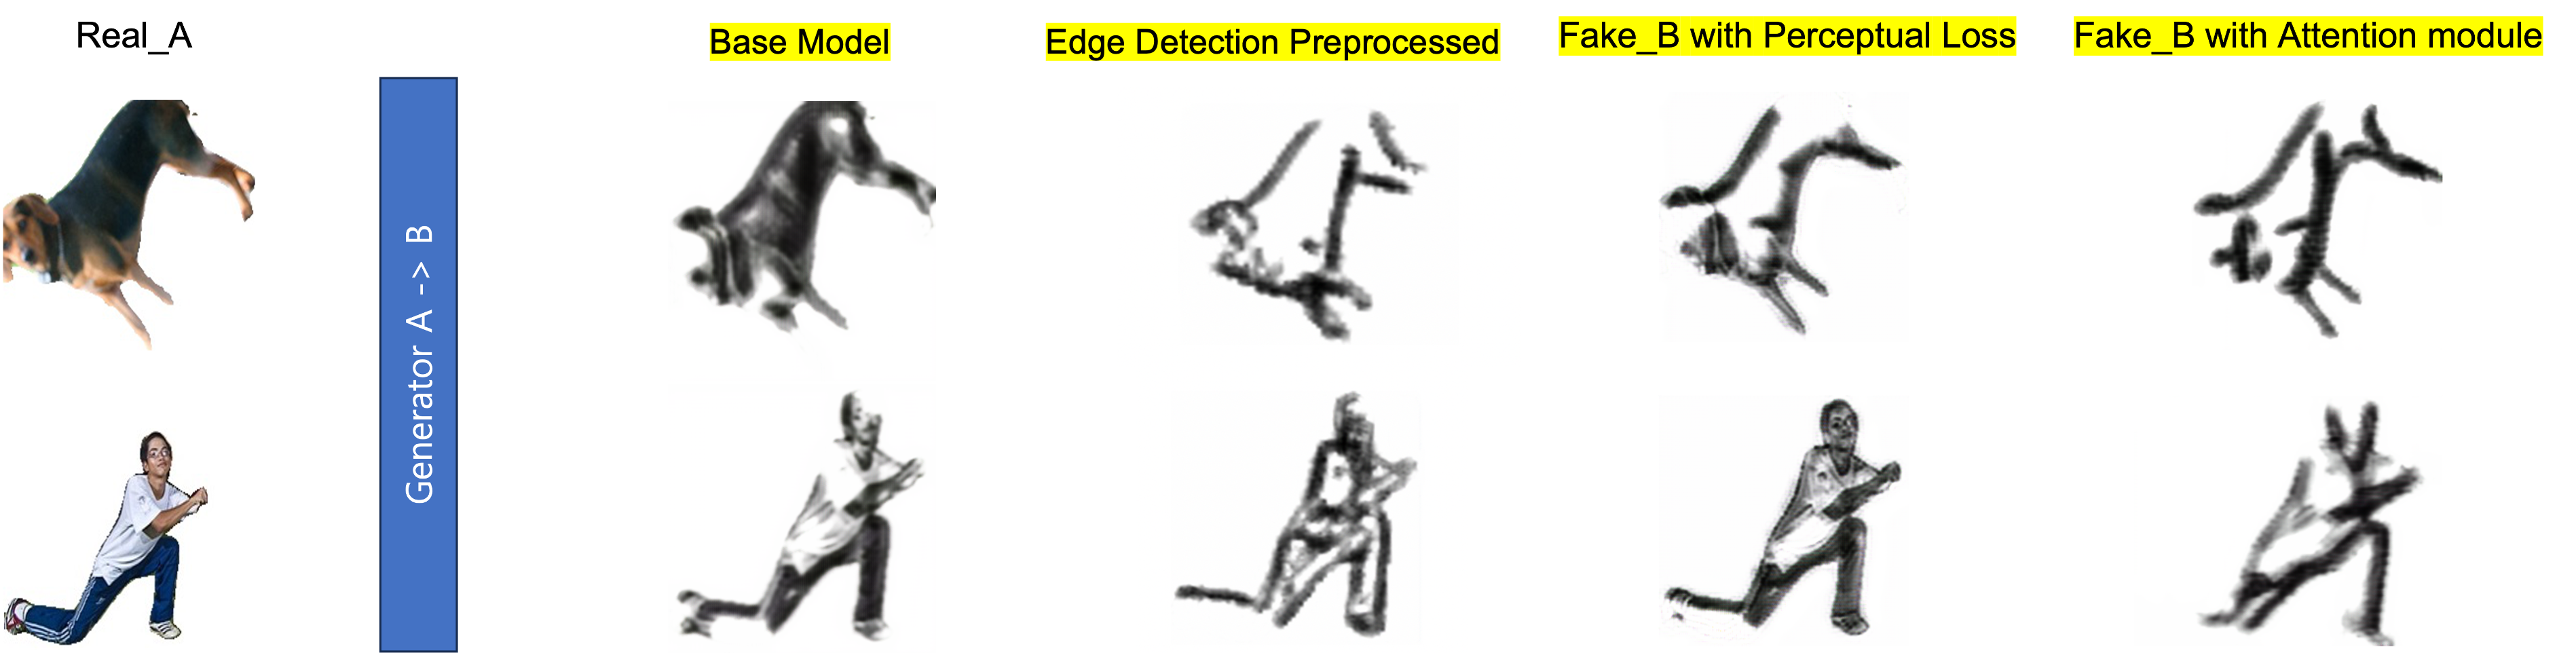 Real_A
Base Model
Edge Detection Preprocessed
Fake_B with Perceptual Loss
Fake_B with Attention module
Generator A -> B